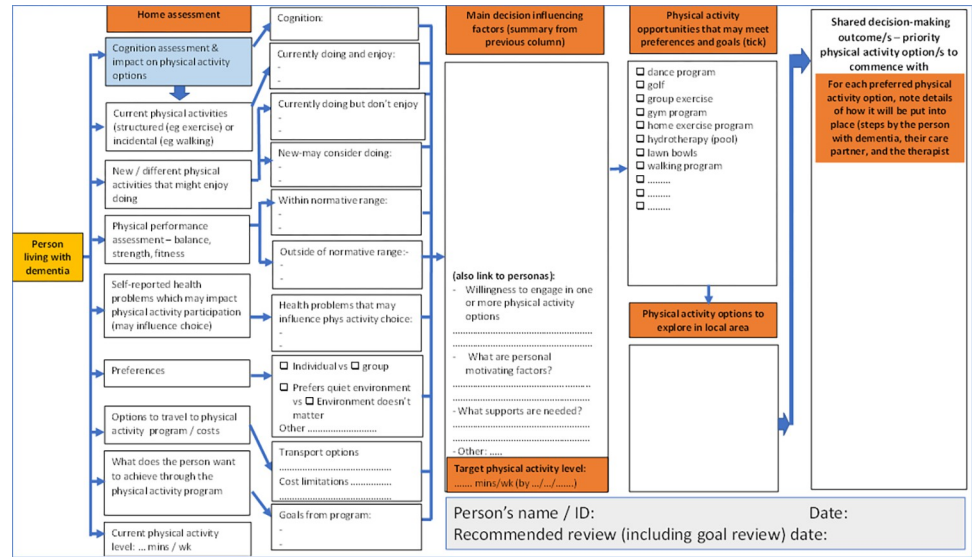 Home assessment
Person
living with
dementia
Cognition assessment &
impact on physical activity
options
Current physical activities
(structured (eg exercise) or
incidental (eg walking)
New / different physical
activities that might enjoy
doing
Physical performance
assessment – balance,
strength, fitness
Self-reported health
problems which may impact
physical activity participation
(may influence choice)
Preferences
Options to travel to physical
activity program / costs
What does the person want
to achieve through the
physical activity program
Current physical activity
level: ... mins / wk
Cognition:
Currently doing and enjoy:
-
-
Currently doing but don't enjoy
-
-
New-may consider doing:
-
-
Within normative range:
-
-
Outside of normative range:-
-
-
Health problems that may
influence phys activity choice:
-
-
❑ Individual vs ❑ group
❑ Prefers quiet environment
vs ❑ Environment doesn't
matter
Other ............................
Transport options
............................................
Cost limitations ................
............................................
Goals from program:
-
-
Main decision influencing
factors (summary from
previous column)
(also link to personas):
- Willingness to engage in one
or more physical activity
options
......................................................
- What are personal
motivating factors?
......................................................
......................................................
- What supports are needed?
......................................................
......................................................
- Other: .....
Target physical activity level:
....... mins/wk (by .../.../.......)
Physical activity
opportunities that may meet
preferences and goals (tick)
❑ dance program
❑ golf
❑ group exercise
❑ gym program
❑ home exercise program
❑ hydrotherapy (pool)
❑ lawn bowls
❑ walking program
❑ .........
❑ .........
❑ .........
Physical activity options to
explore in local area
Shared decision-making
outcome/s – priority
physical activity option/s to
commence with
For each preferred physical
activity option, note details
of how it will be put into
place (steps by the person
with dementia, their care
partner, and the therapist
Person's name / ID: Date:
Recommended review (including goal review) date: